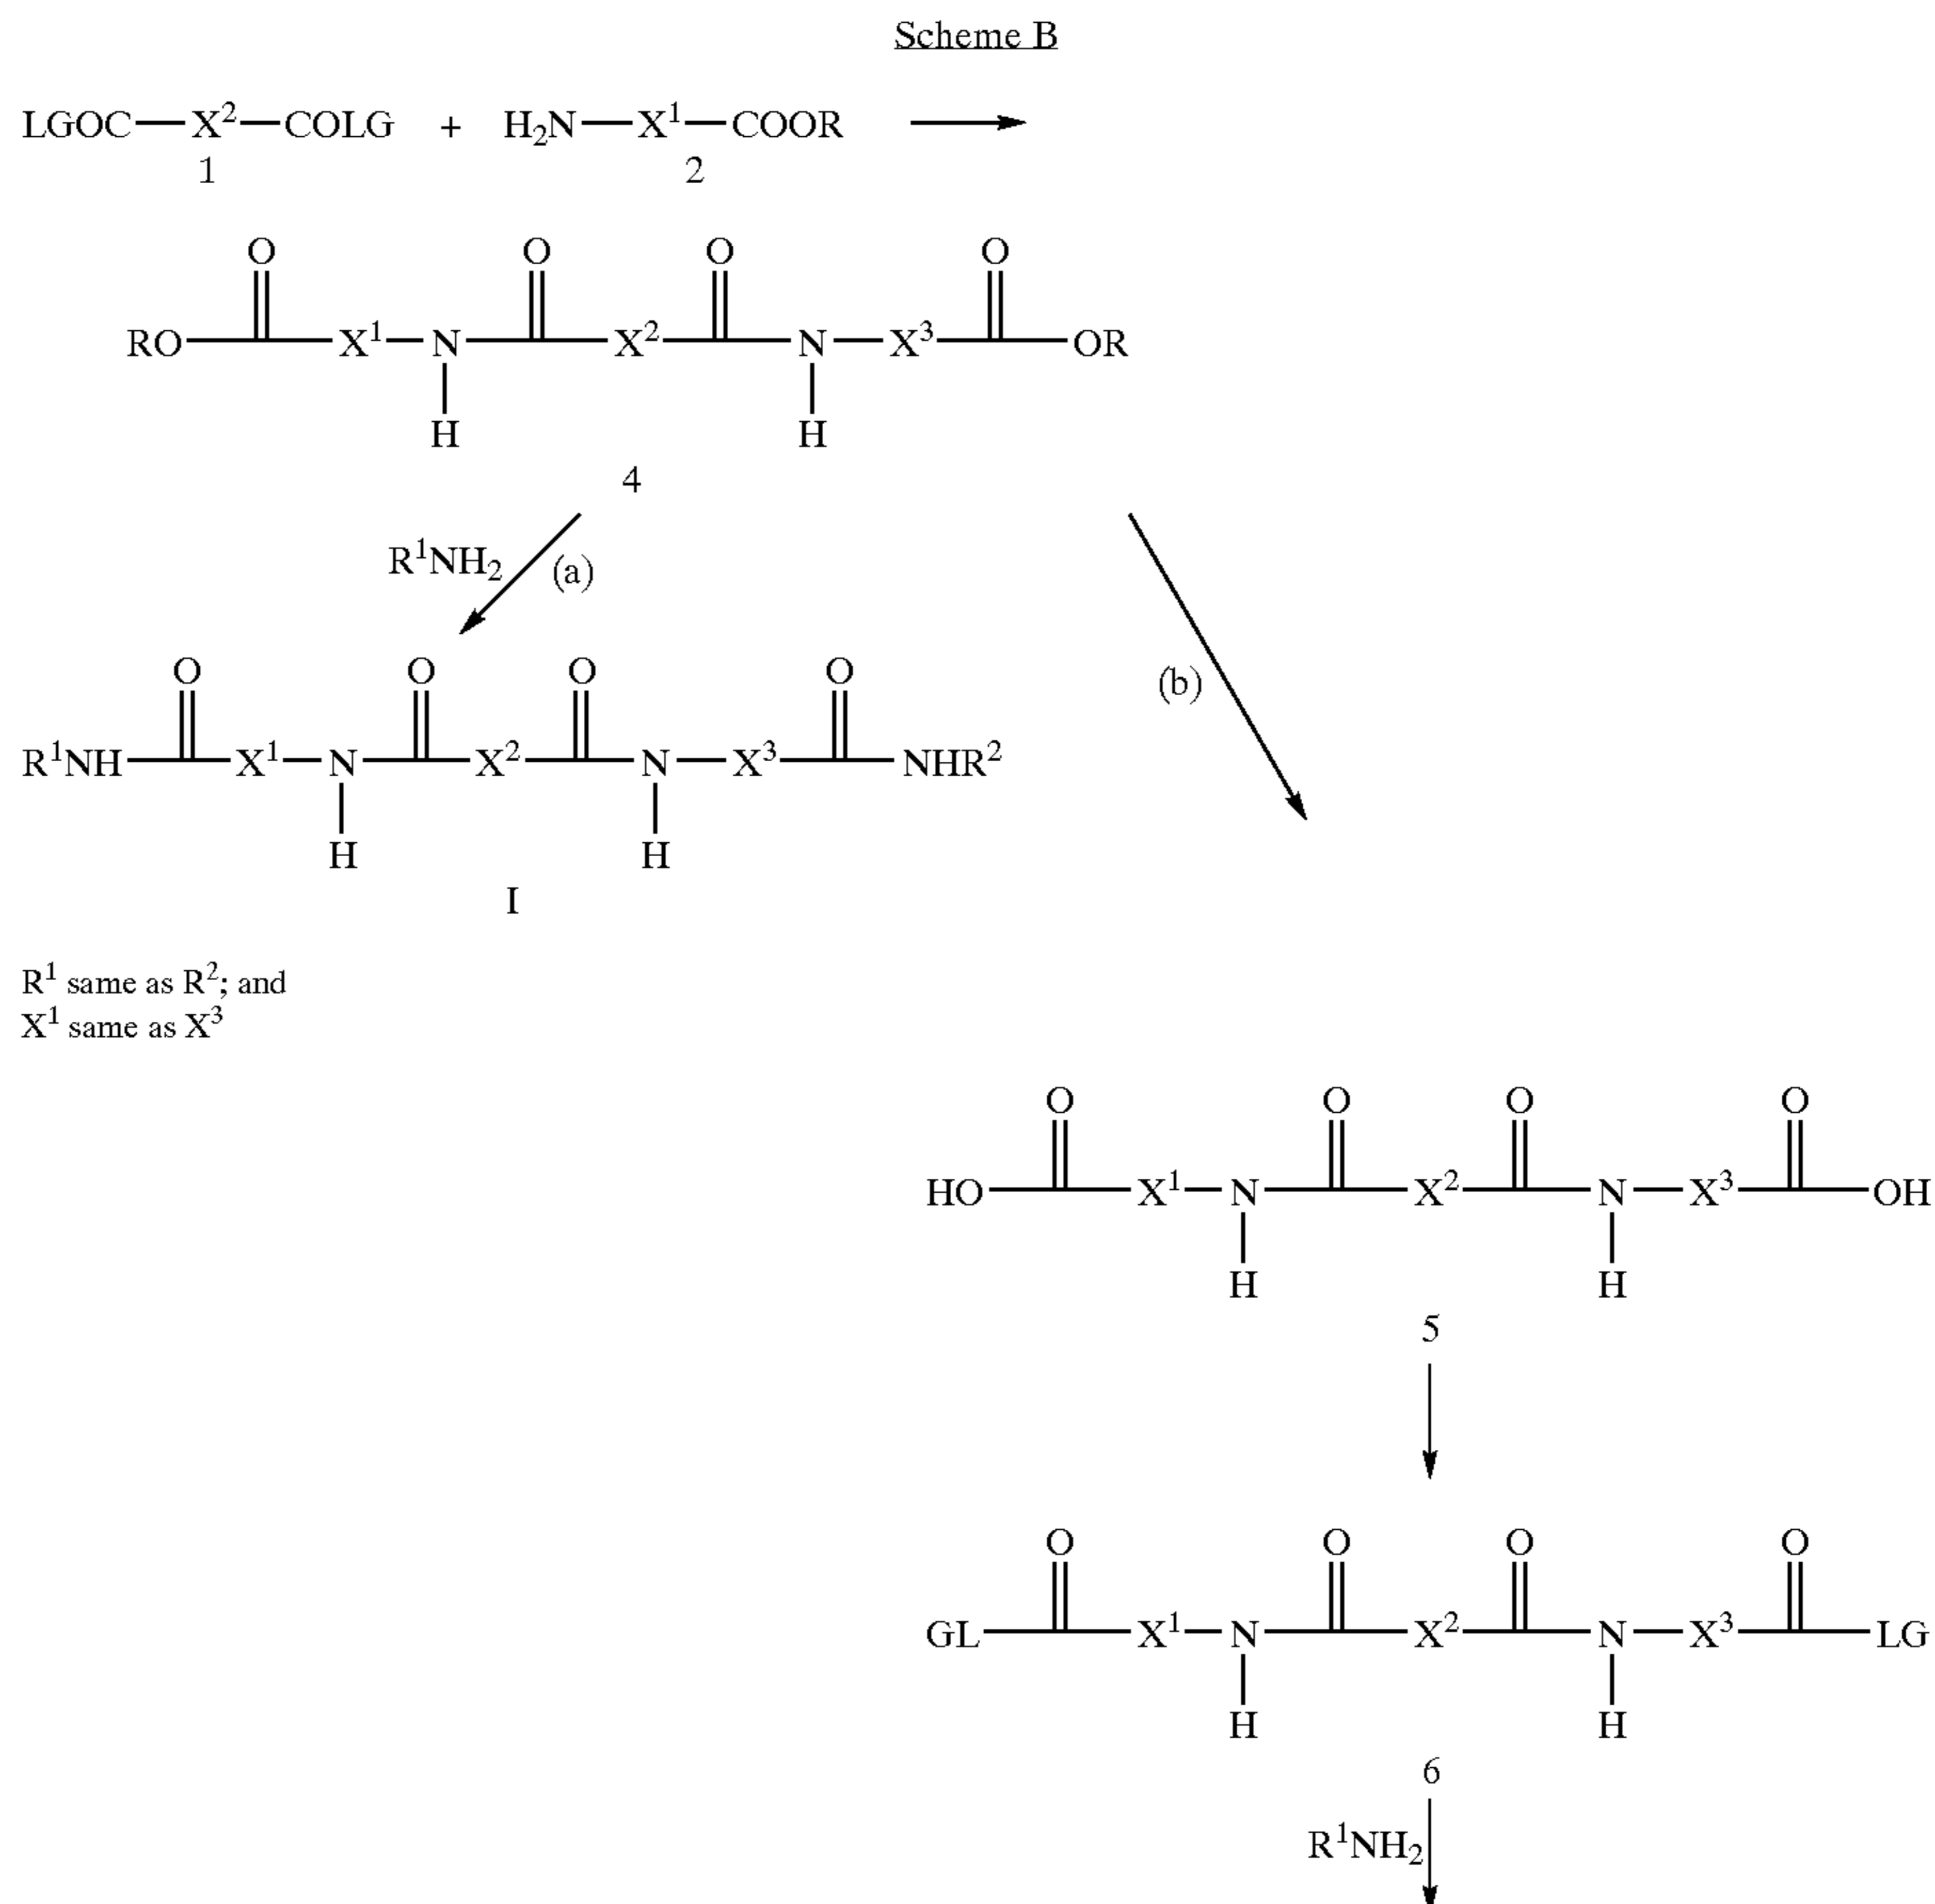 Scheme B
LGOC—X²—COLG + H₂N—X¹—COOR
1 2
O O O O
RO X¹—N X² N—X³ OR
H H
4
R¹NH₂ (a)
(b)
O O O O
R¹NH X¹—N X² N—X³ NHR²
H H
I
R¹ same as R²; and
X¹ same as X³
O O O O
HO X¹—N X² N—X³ OH
H H
5
O O O O
GL X¹—N X² N—X³ LG
H H
6
R¹NH₂